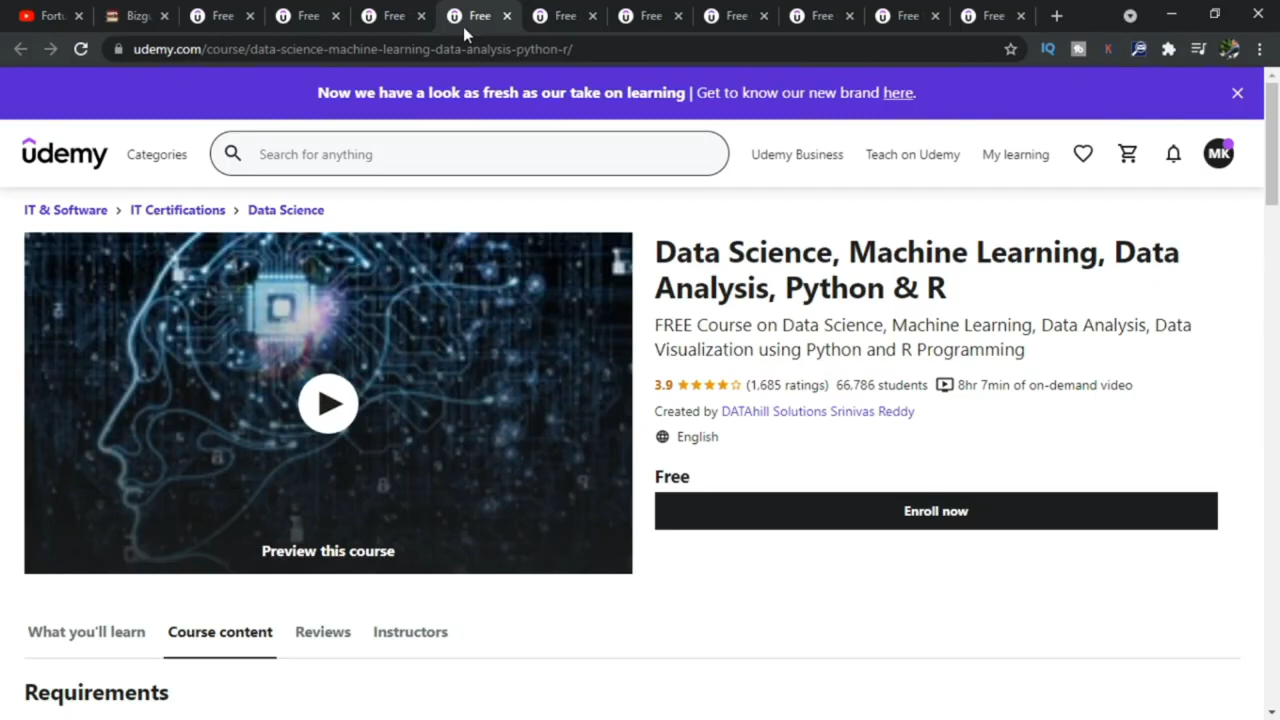 Fortu
Bizg
Free
Free
Free
Free
Free
Free
Free
Free
Free
Free
udemy.com/course/data-science-machine-learning-data-analysis-python-r/
Now we have a look as fresh as our take on learning | Get to know our new brand here.
udemy
Categories
Search for anything
Udemy Business
Teach on Udemy
My learning
MK
IT & Software > IT Certifications > Data Science
Data Science, Machine Learning, Data
Analysis, Python & R
FREE Course on Data Science, Machine Learning, Data Analysis, Data
Visualization using Python and R Programming
3.9 (1,685 ratings) 66,786 students 8hr 7min of on-demand video
Created by DATAhill Solutions Srinivas Reddy
English
Free
Enroll now
Preview this course
What you'll learn
Course content
Reviews
Instructors
Requirements